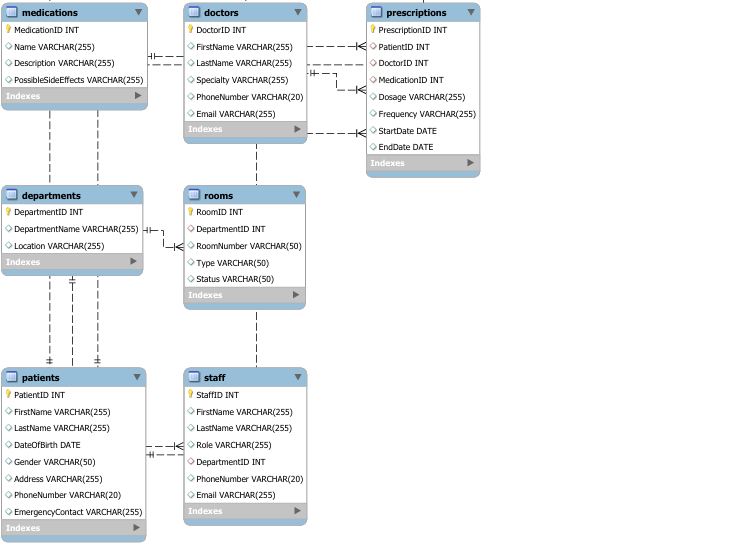 medications
MedicationID INT
Name VARCHAR(255)
Description VARCHAR(255)
PossibleSideEffects VARCHAR(255)
Indexes
doctors
DoctorID INT
FirstName VARCHAR(255)
LastName VARCHAR(255)
Specialty VARCHAR(255)
PhoneNumber VARCHAR(20)
Email VARCHAR(255)
Indexes
prescriptions
PrescriptionID INT
PatientID INT
DoctorID INT
MedicationID INT
Dosage VARCHAR(255)
Frequency VARCHAR(255)
StartDate DATE
EndDate DATE
Indexes
departments
DepartmentID INT
DepartmentName VARCHAR(255)
Location VARCHAR(255)
Indexes
rooms
RoomID INT
DepartmentID INT
RoomNumber VARCHAR(50)
Type VARCHAR(50)
Status VARCHAR(50)
Indexes
patients
PatientID INT
FirstName VARCHAR(255)
LastName VARCHAR(255)
DateOfBirth DATE
Gender VARCHAR(50)
Address VARCHAR(255)
PhoneNumber VARCHAR(20)
EmergencyContact VARCHAR(255)
Indexes
staff
StaffID INT
FirstName VARCHAR(255)
LastName VARCHAR(255)
Role VARCHAR(255)
DepartmentID INT
PhoneNumber VARCHAR(20)
Email VARCHAR(255)
Indexes